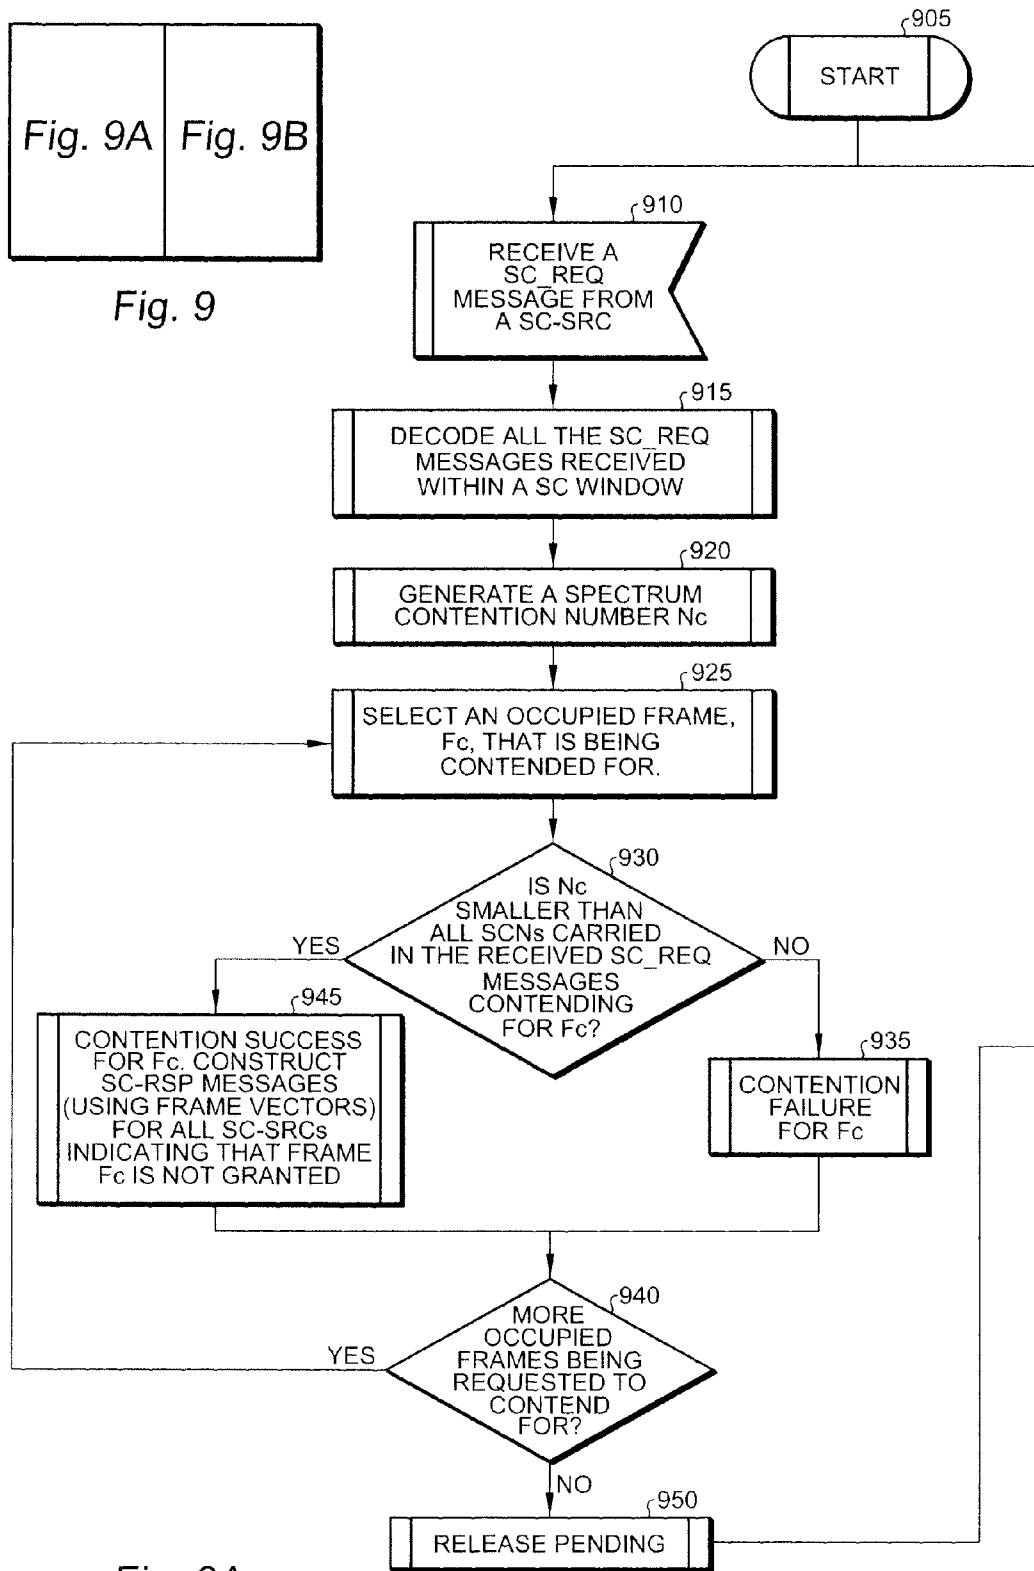 Fig. 9A
Fig. 9B
Fig. 9
905
START
910
RECEIVE A
SC_REQ
MESSAGE FROM
A SC-SRC
915
DECODE ALL THE SC_REQ
MESSAGES RECEIVED
WITHIN A SC WINDOW
920
GENERATE A SPECTRUM
CONTENTION NUMBER Nc
925
SELECT AN OCCUPIED FRAME,
Fc, THAT IS BEING
CONTENDED FOR.
930
IS Nc
SMALLER THAN
ALL SCNs CARRIED
IN THE RECEIVED SC_REQ
MESSAGES
CONTENDING
FOR Fc?
YES
NO
945
CONTENTION SUCCESS
FOR Fc. CONSTRUCT
SC-RSP MESSAGES
(USING FRAME VECTORS)
FOR ALL SC-SRCs
INDICATING THAT FRAME
Fc IS NOT GRANTED
935
CONTENTION
FAILURE
FOR Fc
940
MORE
OCCUPIED
FRAMES BEING
REQUESTED TO
CONTEND
FOR?
YES
NO
950
RELEASE PENDING